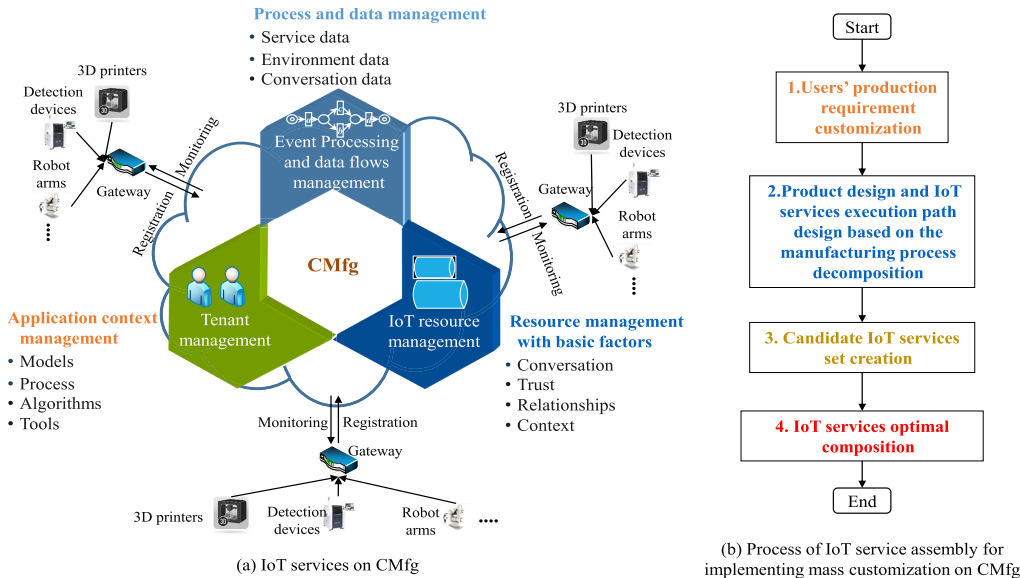 Process and data management
• Service data
• Environment data
• Conversation data
3D printers
Detection
devices
Robot
arms
Gateway
Monitoring
Registration
Event Processing
and data flows
management
CMfg
Tenant
management
IoT resource
management
3D printers
Detection
devices
Robot
arms
Gateway
Registration
Monitoring
Application context
management
• Models
• Process
• Algorithms
• Tools
Resource management
with basic factors
• Conversation
• Trust
• Relationships
• Context
Monitoring
Registration
Gateway
3D printers
Detection
devices
Robot
arms
(a) IoT services on CMfg
Start
1.Users’ production
requirement
customization
2.Product design and IoT
services execution path
design based on the
manufacturing process
decomposition
3. Candidate IoT services
set creation
4. IoT services optimal
composition
End
(b) Process of IoT service assembly for
implementing mass customization on CMfg